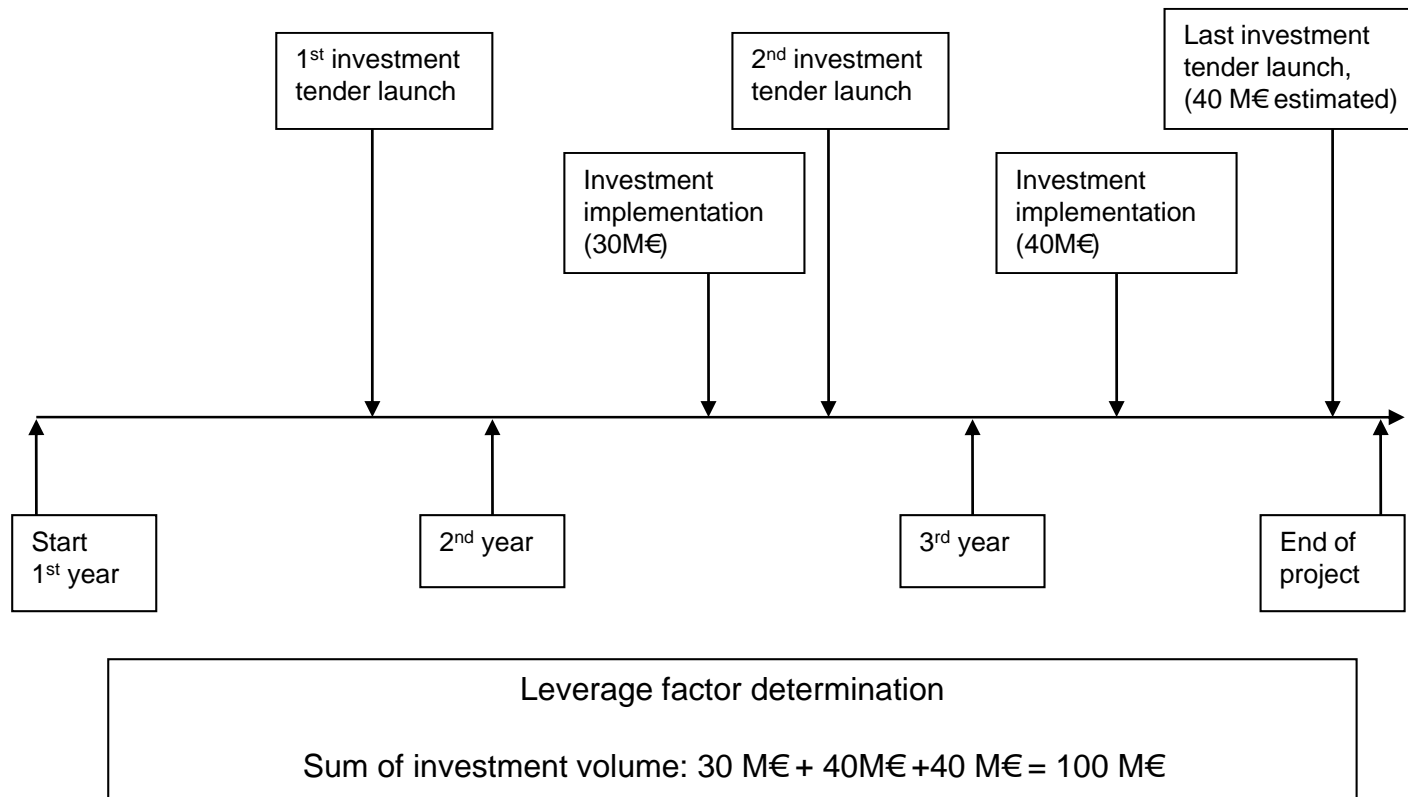 1st investment
tender launch
2nd investment
tender launch
Last investment
tender launch,
(40 M€ estimated)
Investment
implementation
(30M€)
Investment
implementation
(40M€)
Start
1st year
2nd year
3rd year
End of
project
Leverage factor determination
Sum of investment volume: 30 M€ + 40M€ +40 M€ = 100 M€